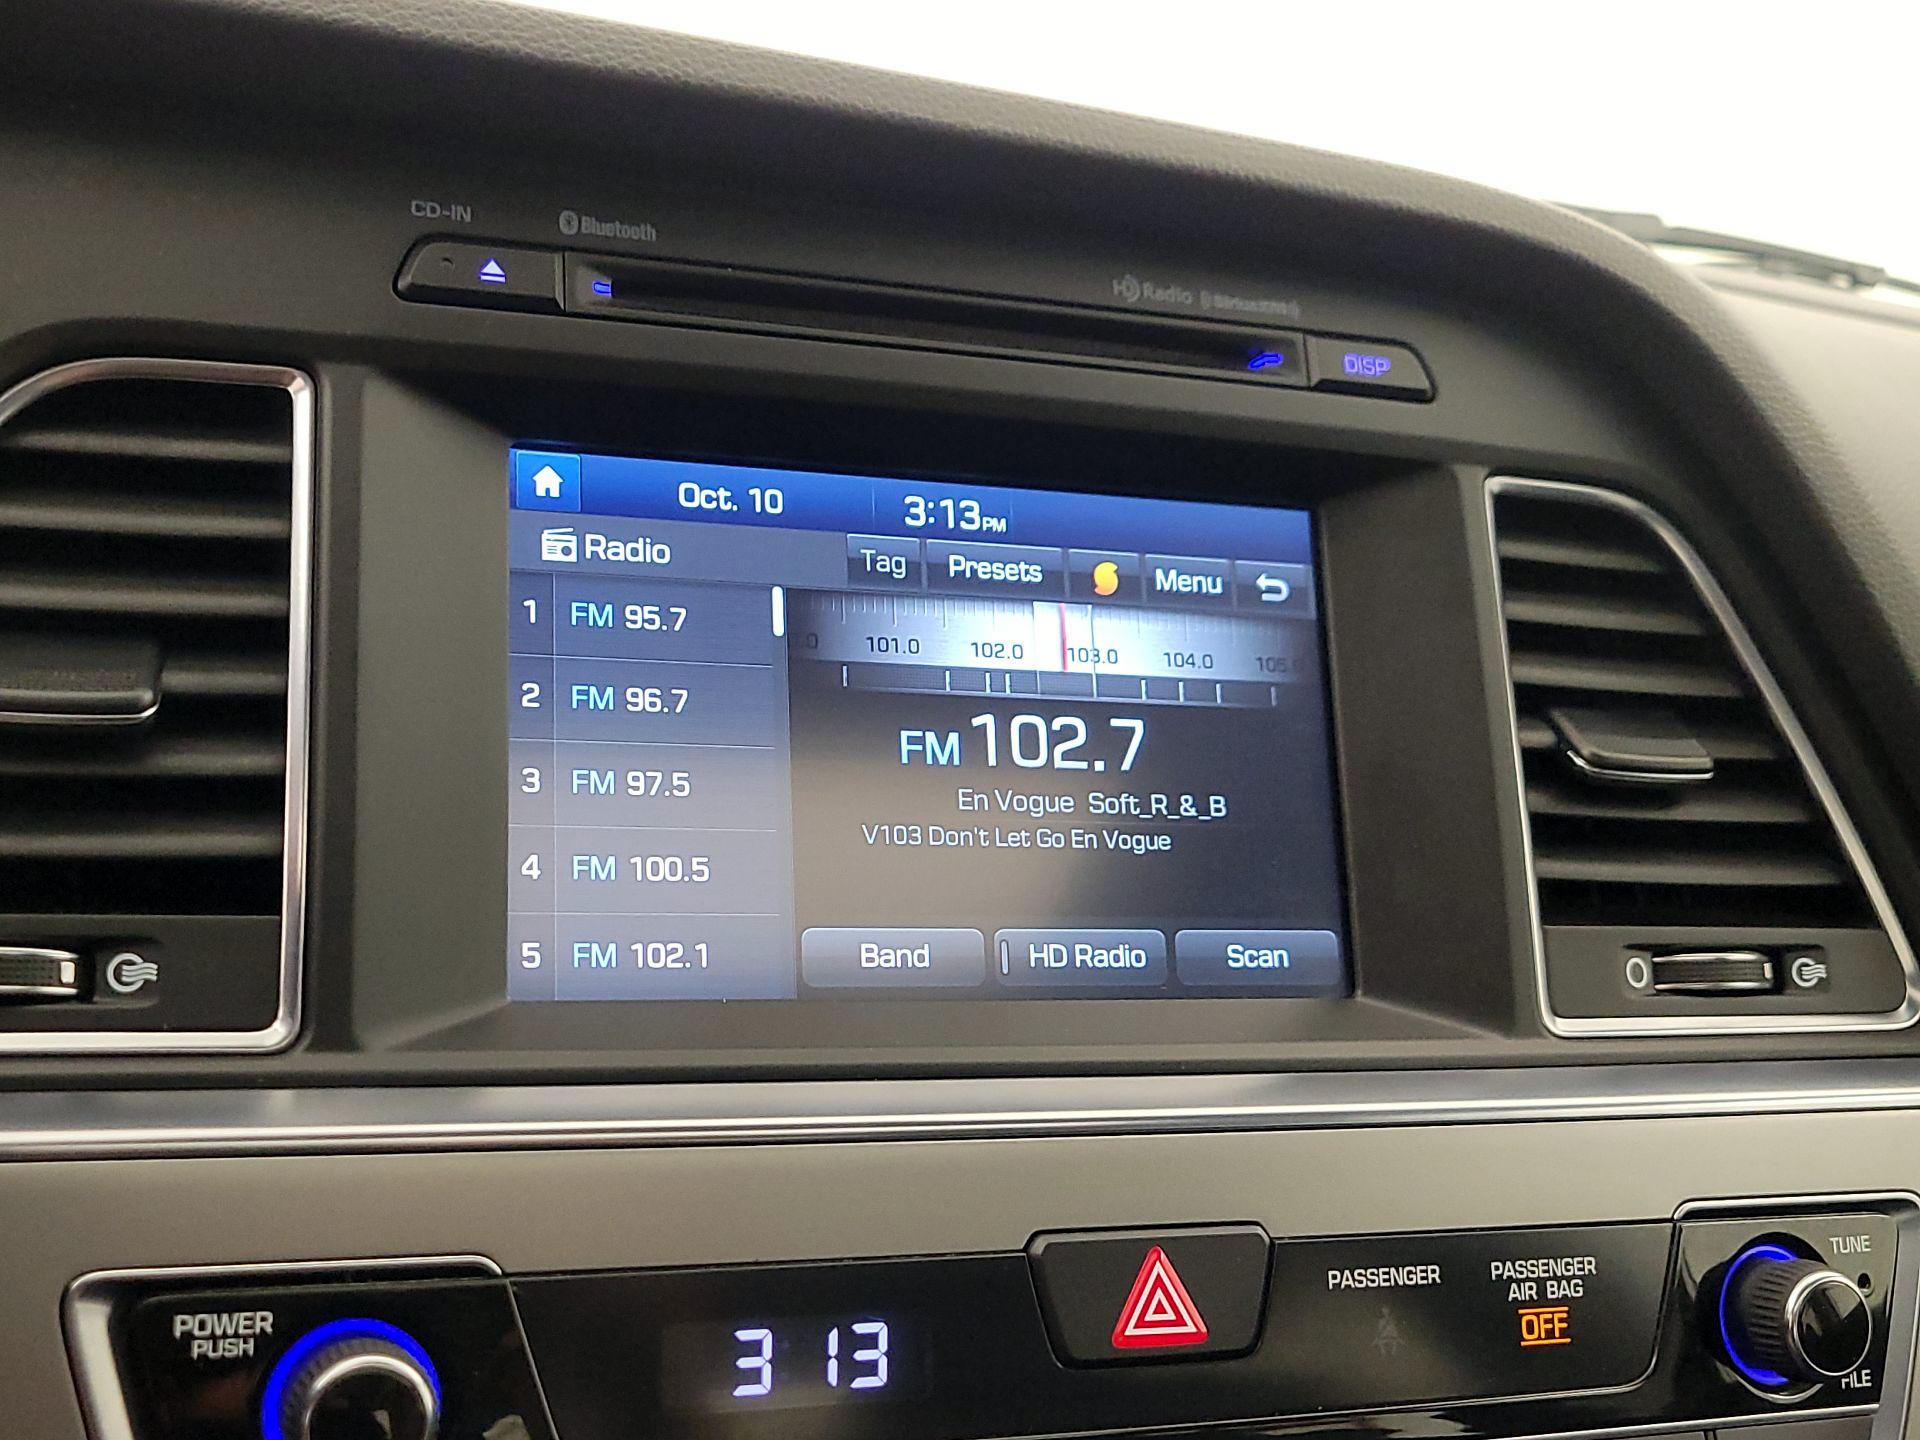 CD-IN
Bluetooth
HD Radio
DISP
Oct. 10 3:13PM
Radio Tag Presets Menu
1 FM 95.7
2 FM 96.7
3 FM 97.5
4 FM 100.5
5 FM 102.1
101.0 102.0 103.0 104.0 105
FM 102.7
En Vogue Soft_R_&_B
V103 Don't Let Go En Vogue
Band HD Radio Scan
POWER
PUSH
3 13
PASSENGER
PASSENGER
AIR BAG
OFF
TUNE
FILE